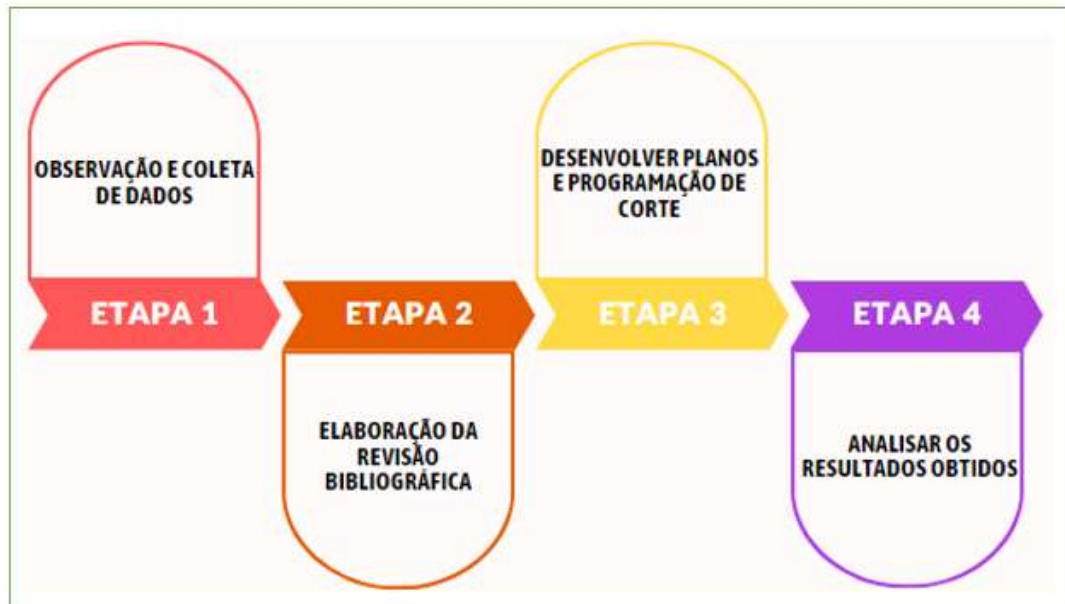 OBSERVAÇÃO E COLETA
DE DADOS
ETAPA 1
ETAPA 2
ELABORAÇÃO DA
REVISÃO
BIBLIOGRÁFICA
DESENVOLVER PLANOS
E PROGRAMAÇÃO DE
CORTE
ETAPA 3
ETAPA 4
ANALISAR OS
RESULTADOS OBTIDOS